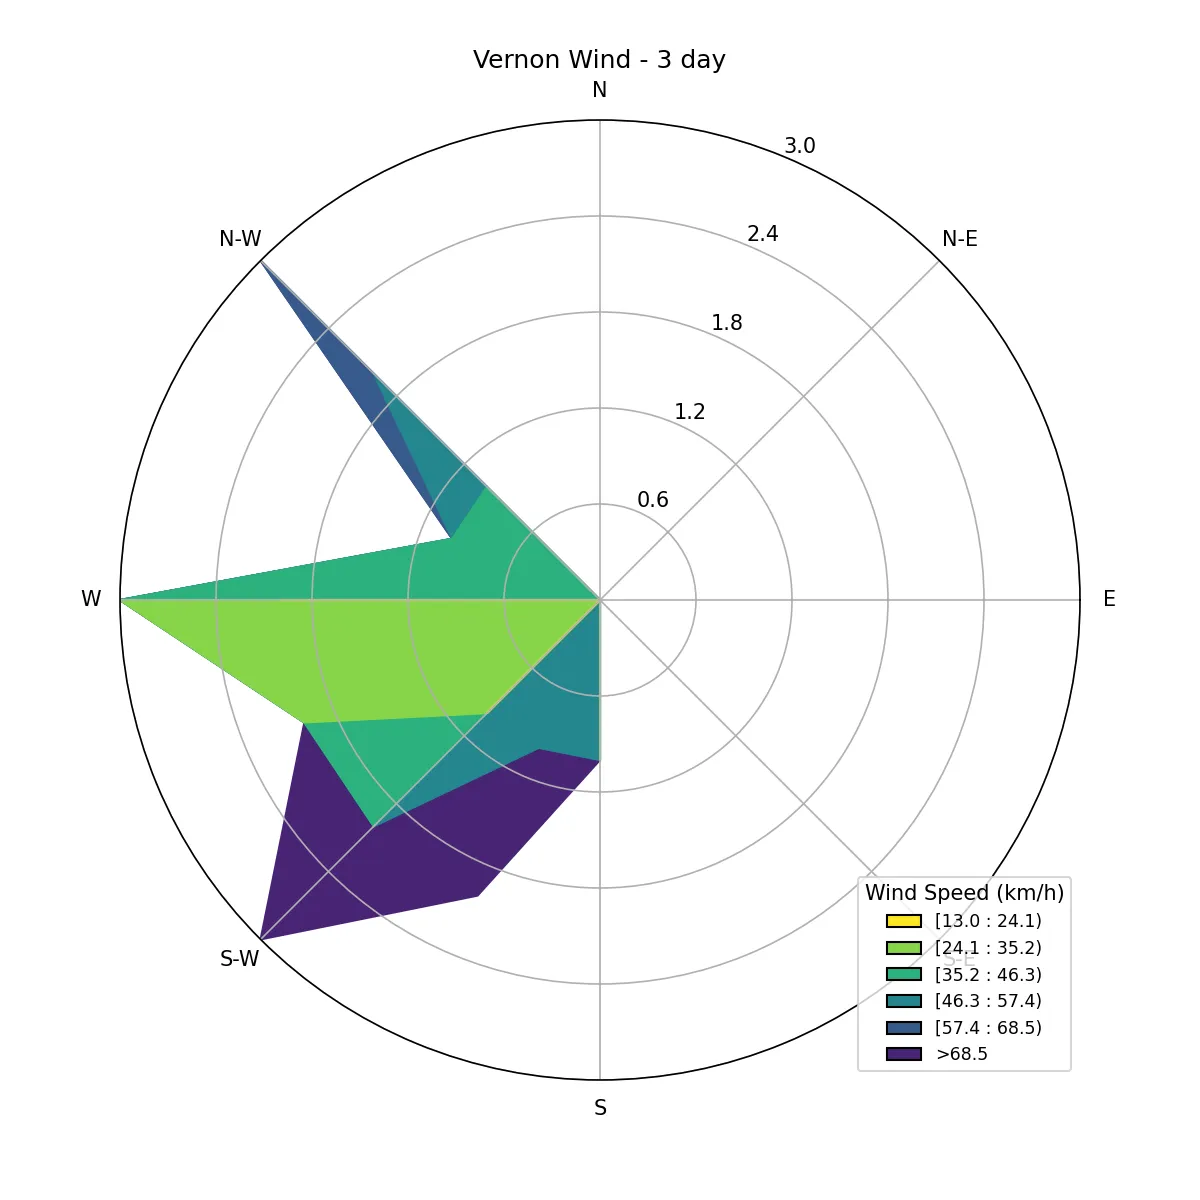 Vernon Wind - 3 day
N
3.0
N-W
N-E
2.4
1.8
1.2
0.6
W
E
S-W
S-E
S
Wind Speed (km/h)
[13.0 : 24.1)
[24.1 : 35.2)
[35.2 : 46.3)
[46.3 : 57.4)
[57.4 : 68.5)
>68.5